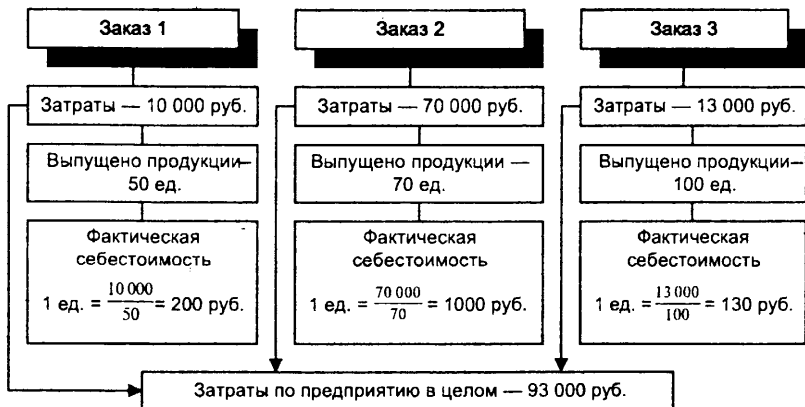 Заказ 1
Заказ 2
Заказ 3
Затраты — 10 000 руб.
Затраты — 70 000 руб.
Затраты — 13 000 руб.
Выпущено продукции—
50 ед.
Выпущено продукции —
70 ед.
Выпущено продукции—
100 ед.
Фактическая
себестоимость
1 ед. = 10 000/50 = 200 руб.
Фактическая
себестоимость
1 ед. = 70 000/70 = 1000 руб.
Фактическая
себестоимость
1 ед. = 13 000/100 = 130 руб.
Затраты по предприятию в целом — 93 000 руб.